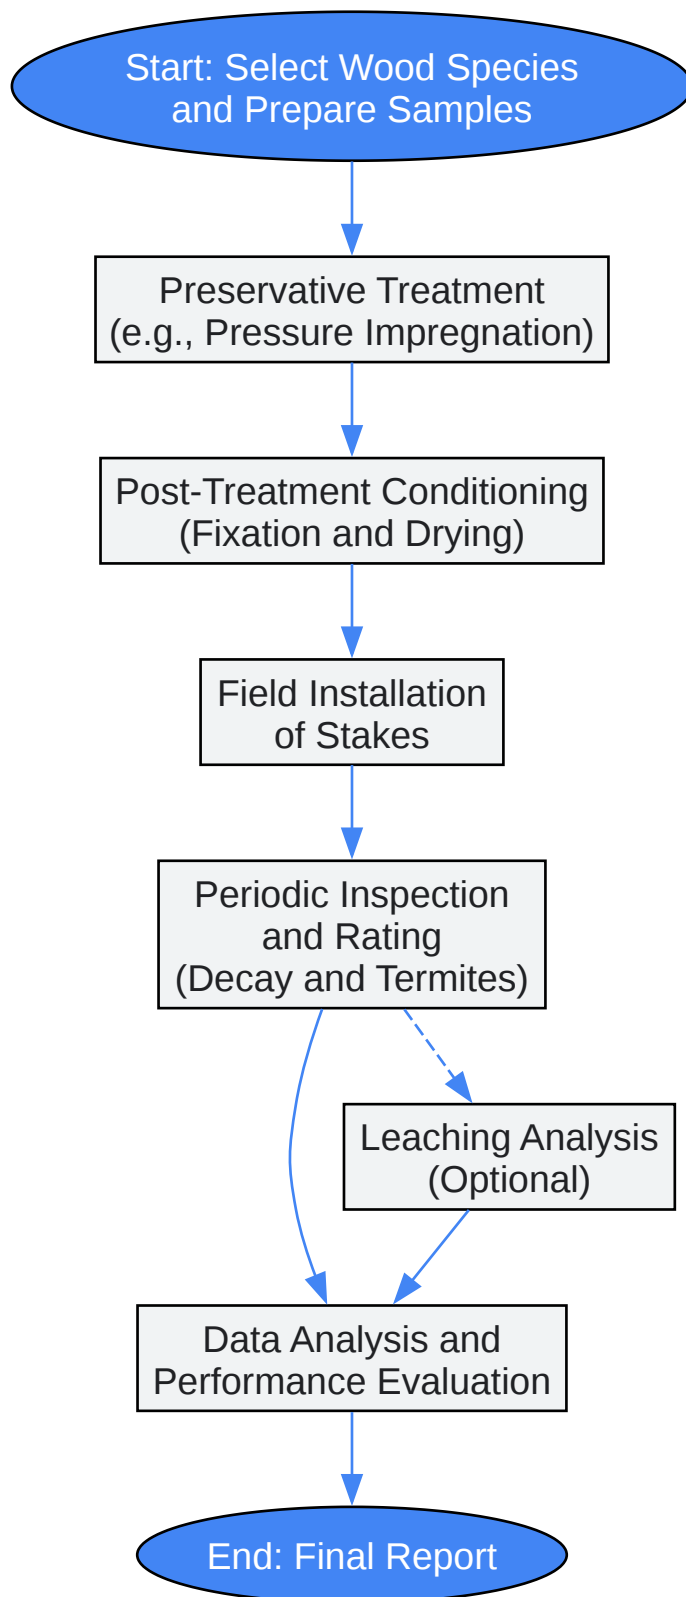 Start: Select Wood Species
and Prepare Samples
Preservative Treatment
(e.g., Pressure Impregnation)
Post-Treatment Conditioning
(Fixation and Drying)
Field Installation
of Stakes
Periodic Inspection
and Rating
(Decay and Termites)
Leaching Analysis
(Optional)
Data Analysis and
Performance Evaluation
End: Final Report